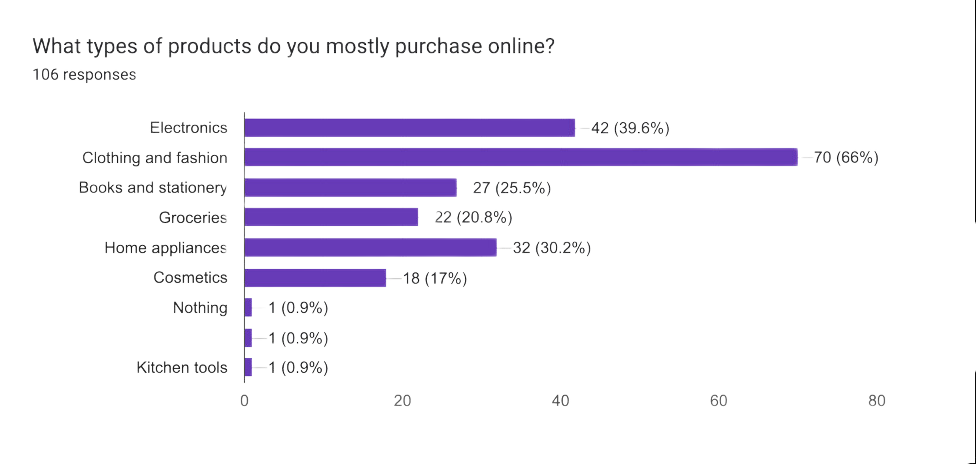 What types of products do you mostly purchase online?
106 responses
Electronics 42 (39.6%)
Clothing and fashion 70 (66%)
Books and stationery 27 (25.5%)
Groceries 22 (20.8%)
Home appliances 32 (30.2%)
Cosmetics 18 (17%)
Nothing 1 (0.9%)
1 (0.9%)
Kitchen tools 1 (0.9%)
0 20 40 60 80